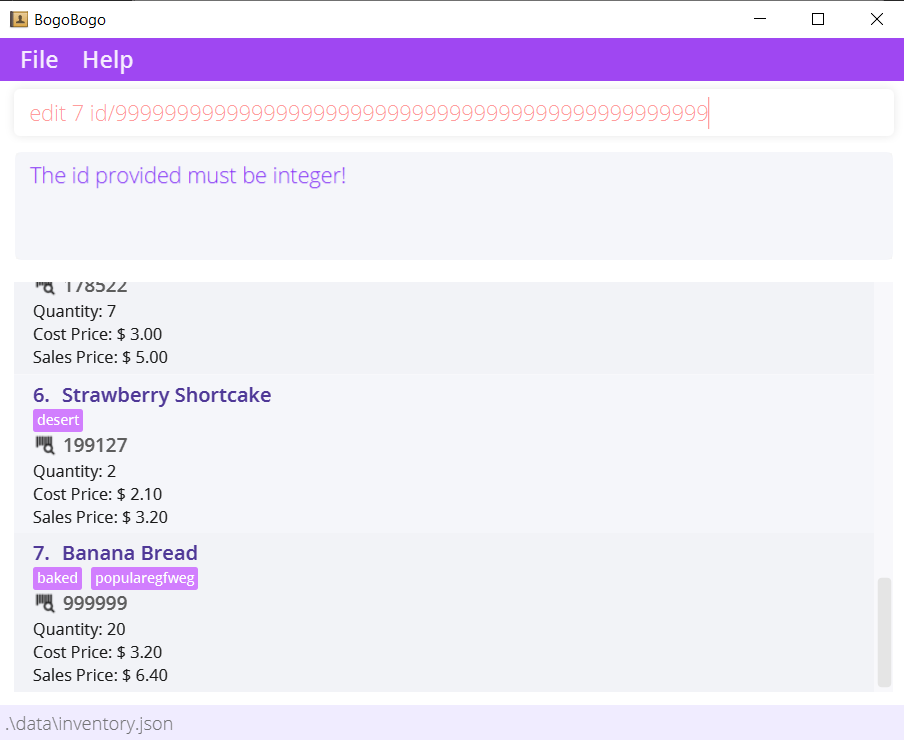 BogoBogo
File Help
edit 7 id/99999999999999999999999999999999999999999999999
The id provided must be integer!
178522
Quantity: 7
Cost Price: $ 3.00
Sales Price: $ 5.00
6. Strawberry Shortcake
desert
199127
Quantity: 2
Cost Price: $ 2.10
Sales Price: $ 3.20
7. Banana Bread
baked popularegfweg
999999
Quantity: 20
Cost Price: $ 3.20
Sales Price: $ 6.40
.\data\inventory.json